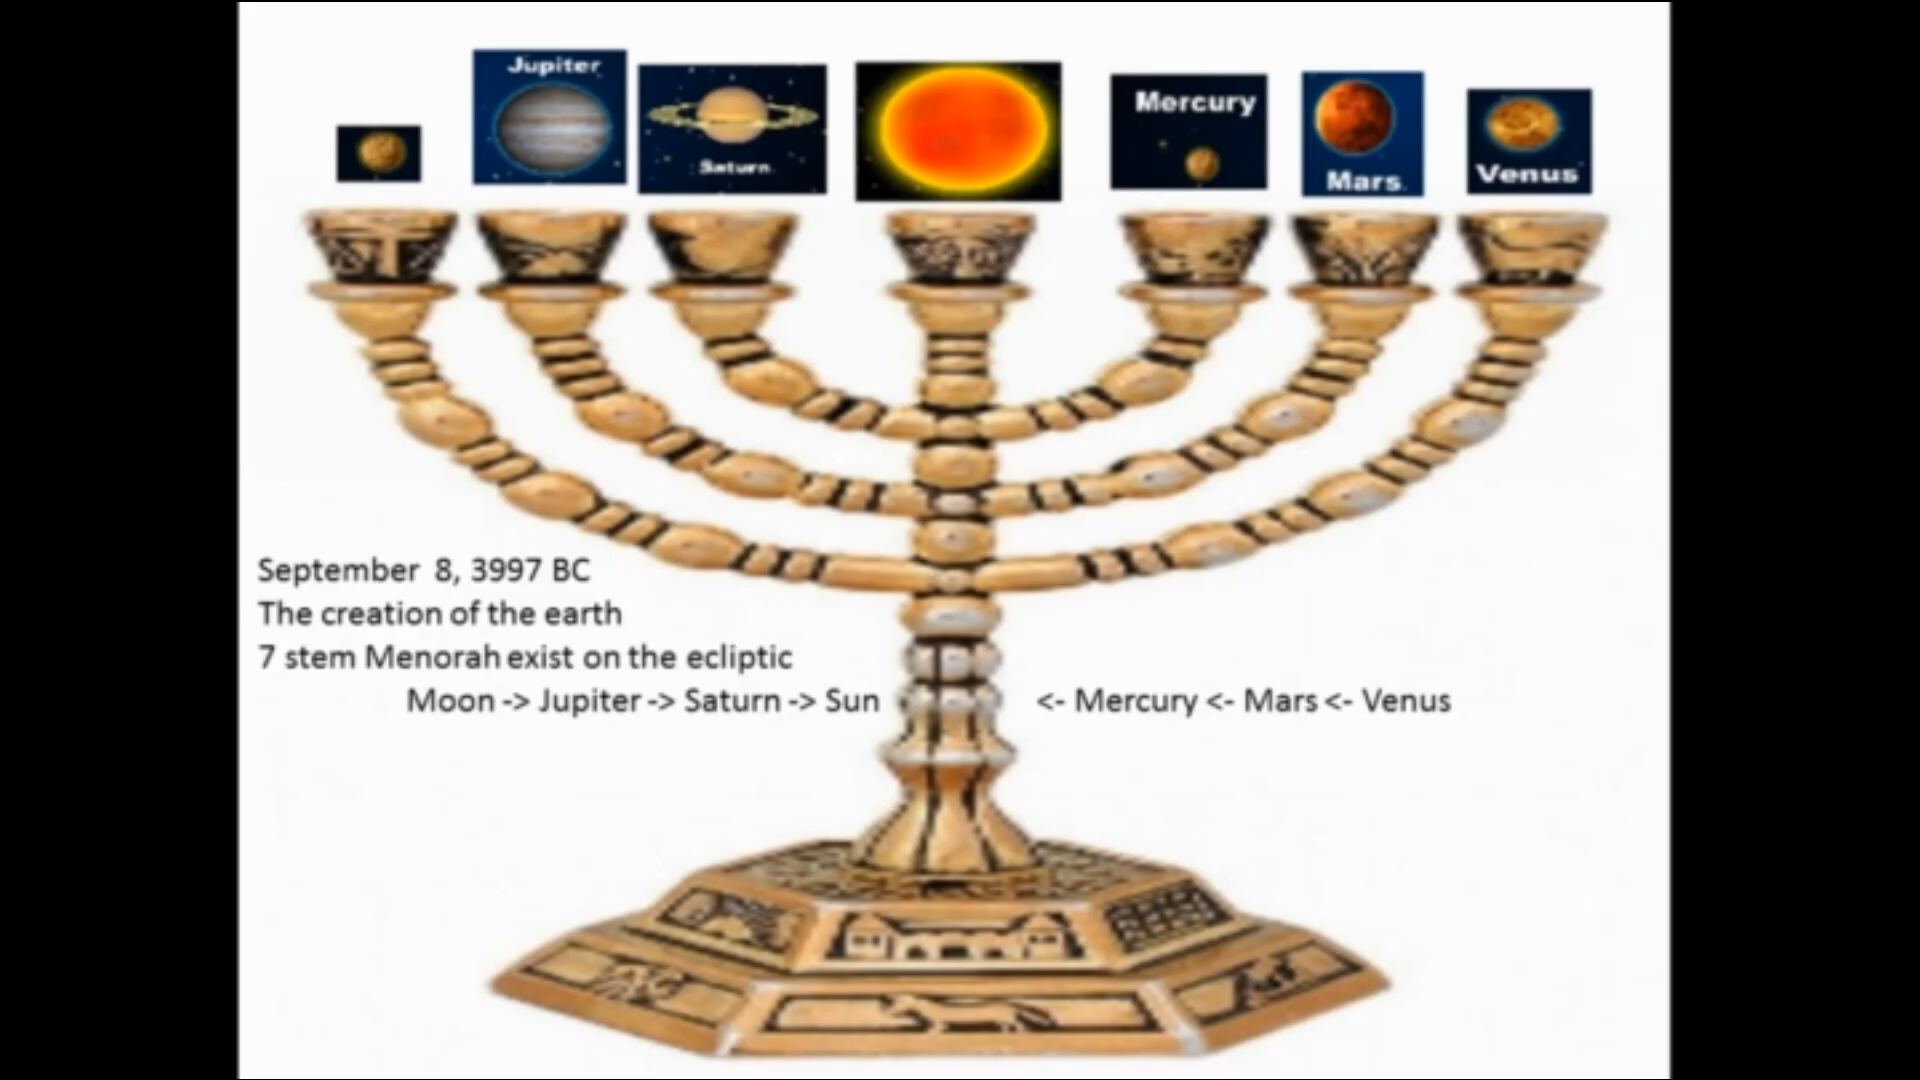 Jupiter
Saturn
Mercury
Mars
Venus
September 8, 3997 BC
The creation of the earth
7 stem Menorah exist on the ecliptic
Moon -> Jupiter -> Saturn -> Sun <- Mercury <- Mars <- Venus